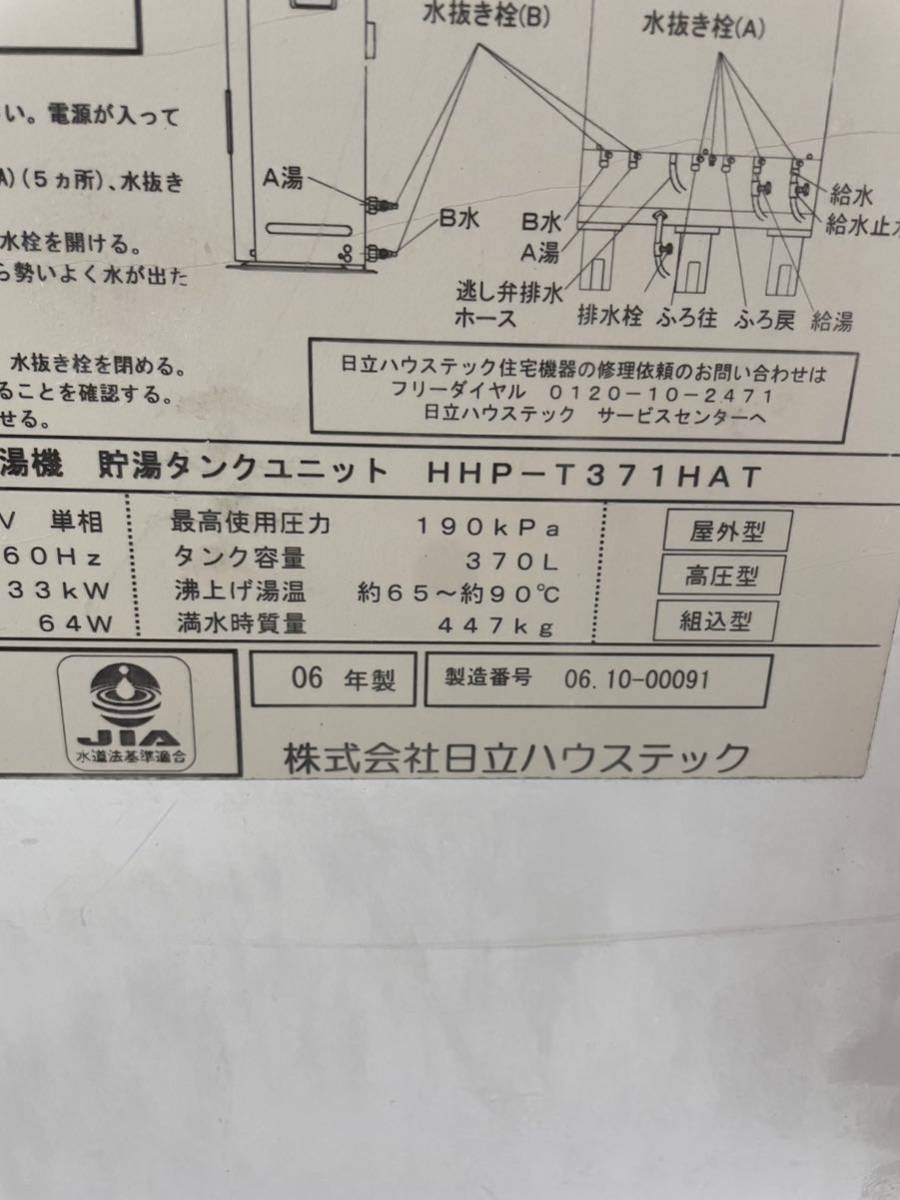 水抜き栓(B)
水抜き栓(A)
い。電源が入って
A)(5ヵ所)、水抜き
水栓を開ける。
ら勢いよく水が出た
A湯
B水
B水
A湯
逃し弁排水
ホース
排水栓
ふろ往
ふろ戻
給湯
給水
給水止水
水抜き栓を閉める。
ることを確認する。
せる。
日立ハウステック住宅機器の修理依頼のお問い合わせは
フリーダイヤル 0120-10-2471
日立ハウステック サービスセンターへ
湯機 貯湯タンクユニット HHP-T371HAT
V 単相
60Hz
33kW
64W
最高使用圧力 190kPa
タンク容量 370L
沸上げ湯温 約65~約90℃
満水時質量 447kg
屋外型
高圧型
組込型
JIA
水道法基準適合
06 年製
製造番号 06.10-00091
株式会社日立ハウステック